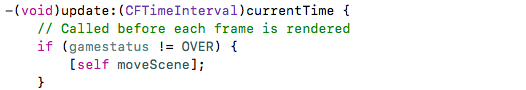 -(void)update:(CFTimeInterval)currentTime {
// Called before each frame is rendered
if (gamestatus != OVER) {
[self moveScene];
}